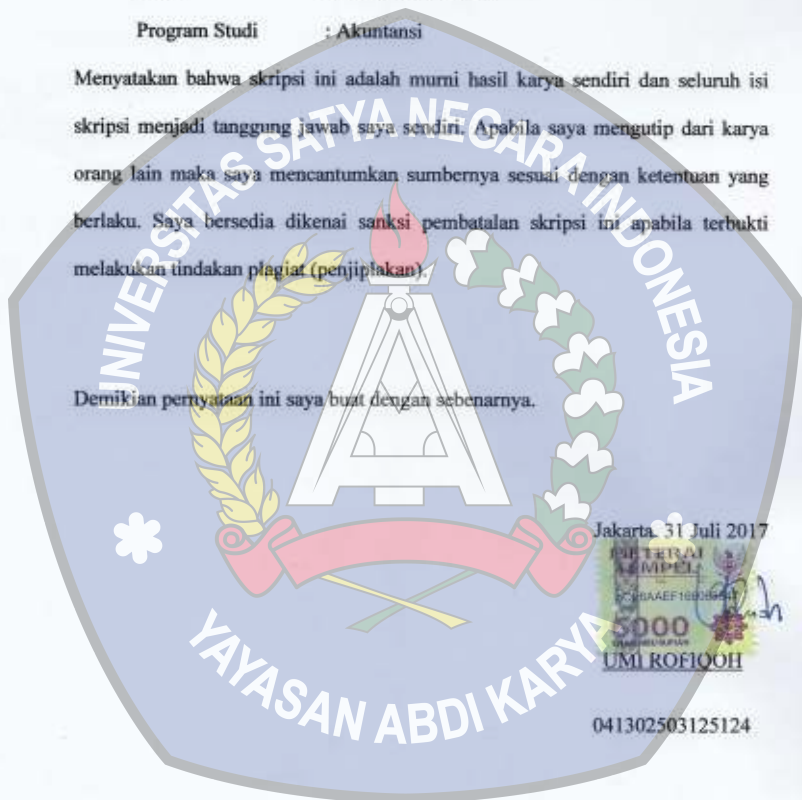 Program Studi : Akuntansi
Menyatakan bahwa skripsi ini adalah murni hasil karya sendiri dan seluruh isi
skripsi menjadi tanggung jawab saya sendiri. Apabila saya mengutip dari karya
orang lain maka saya mencantumkan sumbernya sesuai dengan ketentuan yang
berlaku. Saya bersedia dikenai sanksi pembatalan skripsi ini apabila terbukti
melakukan tindakan plagiat (penjiplakan).
Demikian pernyataan ini saya buat dengan sebenarnya.
UNIVERSITAS SATYA NEGARA INDONESIA
YAYASAN ABDI KARYA
Jakarta, 31 Juli 2017
METERAI
TEMPEL
5000
UMI ROFIQOH
041302503125124